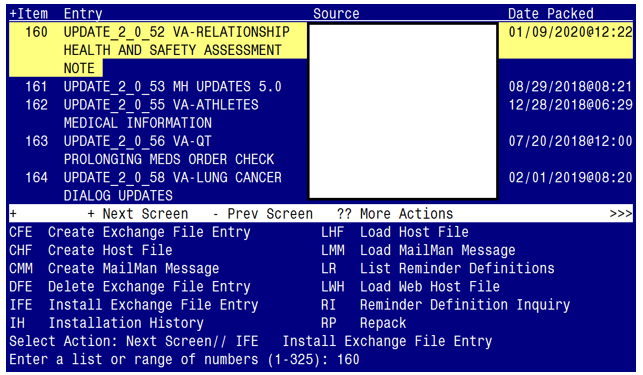 +Item  Entry                          Source                   Date Packed
160  UPDATE_2_0_52 VA-RELATIONSHIP                            01/09/2020@12:22
HEALTH AND SAFETY ASSESSMENT
NOTE
161  UPDATE_2_0_53 MH UPDATES 5.0                             08/29/2018@08:21
162  UPDATE_2_0_55 VA-ATHLETES                                12/28/2018@06:29
MEDICAL INFORMATION
163  UPDATE_2_0_56 VA-QT                                      07/20/2018@12:00
PROLONGING MEDS ORDER CHECK
164  UPDATE_2_0_58 VA-LUNG CANCER                             02/01/2019@08:20
DIALOG UPDATES
+         + Next Screen   - Prev Screen   ?? More Actions                    >>>
CFE  Create Exchange File Entry         LHF  Load Host File
CHF  Create Host File                   LMM  Load MailMan Message
CMM  Create MailMan Message             LR   List Reminder Definitions
DFE  Delete Exchange File Entry         LWH  Load Web Host File
IFE  Install Exchange File Entry        RI   Reminder Definition Inquiry
IH   Installation History               RP   Repack
Select Action: Next Screen// IFE   Install Exchange File Entry
Enter a list or range of numbers (1-325): 160